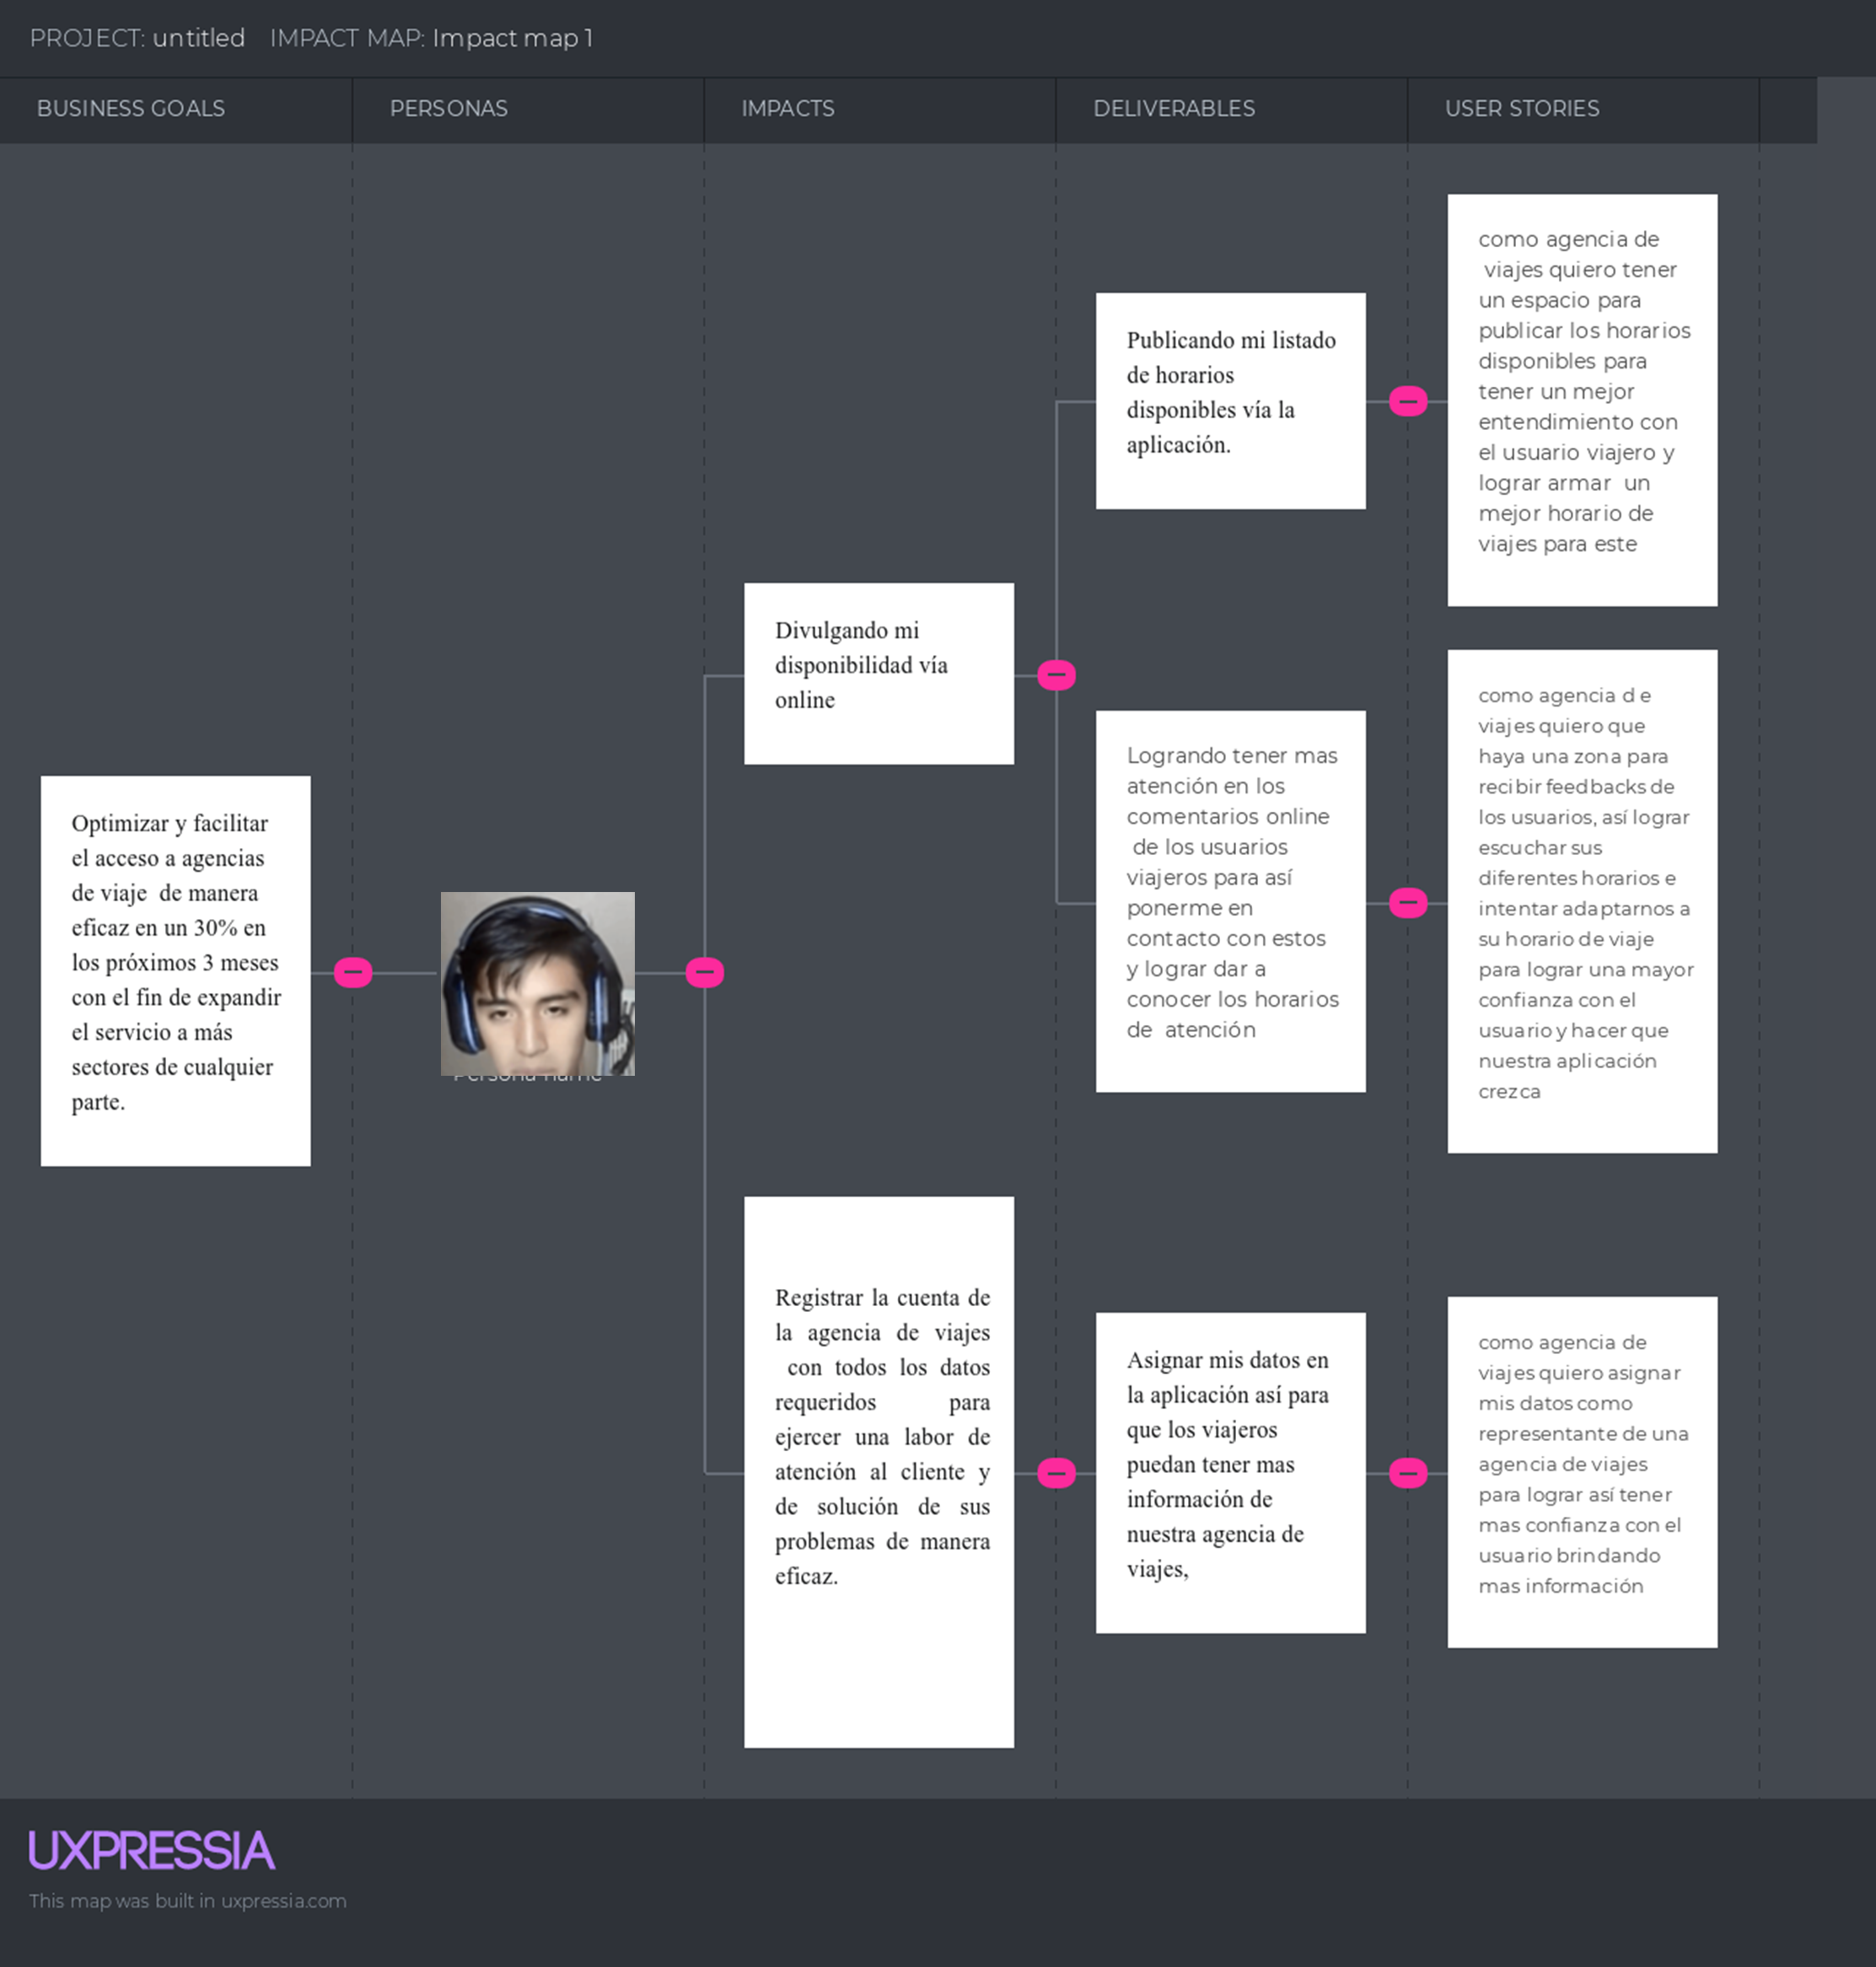 PROJECT: untitled IMPACT MAP: Impact map 1
BUSINESS GOALS
PERSONAS
IMPACTS
DELIVERABLES
USER STORIES
Optimizar y facilitar
el acceso a agencias
de viaje de manera
eficaz en un 30% en
los próximos 3 meses
con el fin de expandir
el servicio a más
sectores de cualquier
parte.
Persona name
Divulgando mi
disponibilidad vía
online
Publicando mi listado
de horarios
disponibles vía la
aplicación.
como agencia de
viajes quiero tener
un espacio para
publicar los horarios
disponibles para
tener un mejor
entendimiento con
el usuario viajero y
lograr armar un
mejor horario de
viajes para este
Logrando tener mas
atención en los
comentarios online
de los usuarios
viajeros para así
ponerme en
contacto con estos
y lograr dar a
conocer los horarios
de atención
como agencia d e
viajes quiero que
haya una zona para
recibir feedbacks de
los usuarios, así lograr
escuchar sus
diferentes horarios e
intentar adaptarnos a
su horario de viaje
para lograr una mayor
confianza con el
usuario y hacer que
nuestra aplicación
crezca
Registrar la cuenta de
la agencia de viajes
con todos los datos
requeridos para
ejercer una labor de
atención al cliente y
de solución de sus
problemas de manera
eficaz.
Asignar mis datos en
la aplicación así para
que los viajeros
puedan tener mas
información de
nuestra agencia de
viajes,
como agencia de
viajes quiero asignar
mis datos como
representante de una
agencia de viajes
para lograr así tener
mas confianza con el
usuario brindando
mas información
UXPRESSIA
This map was built in uxpressia.com